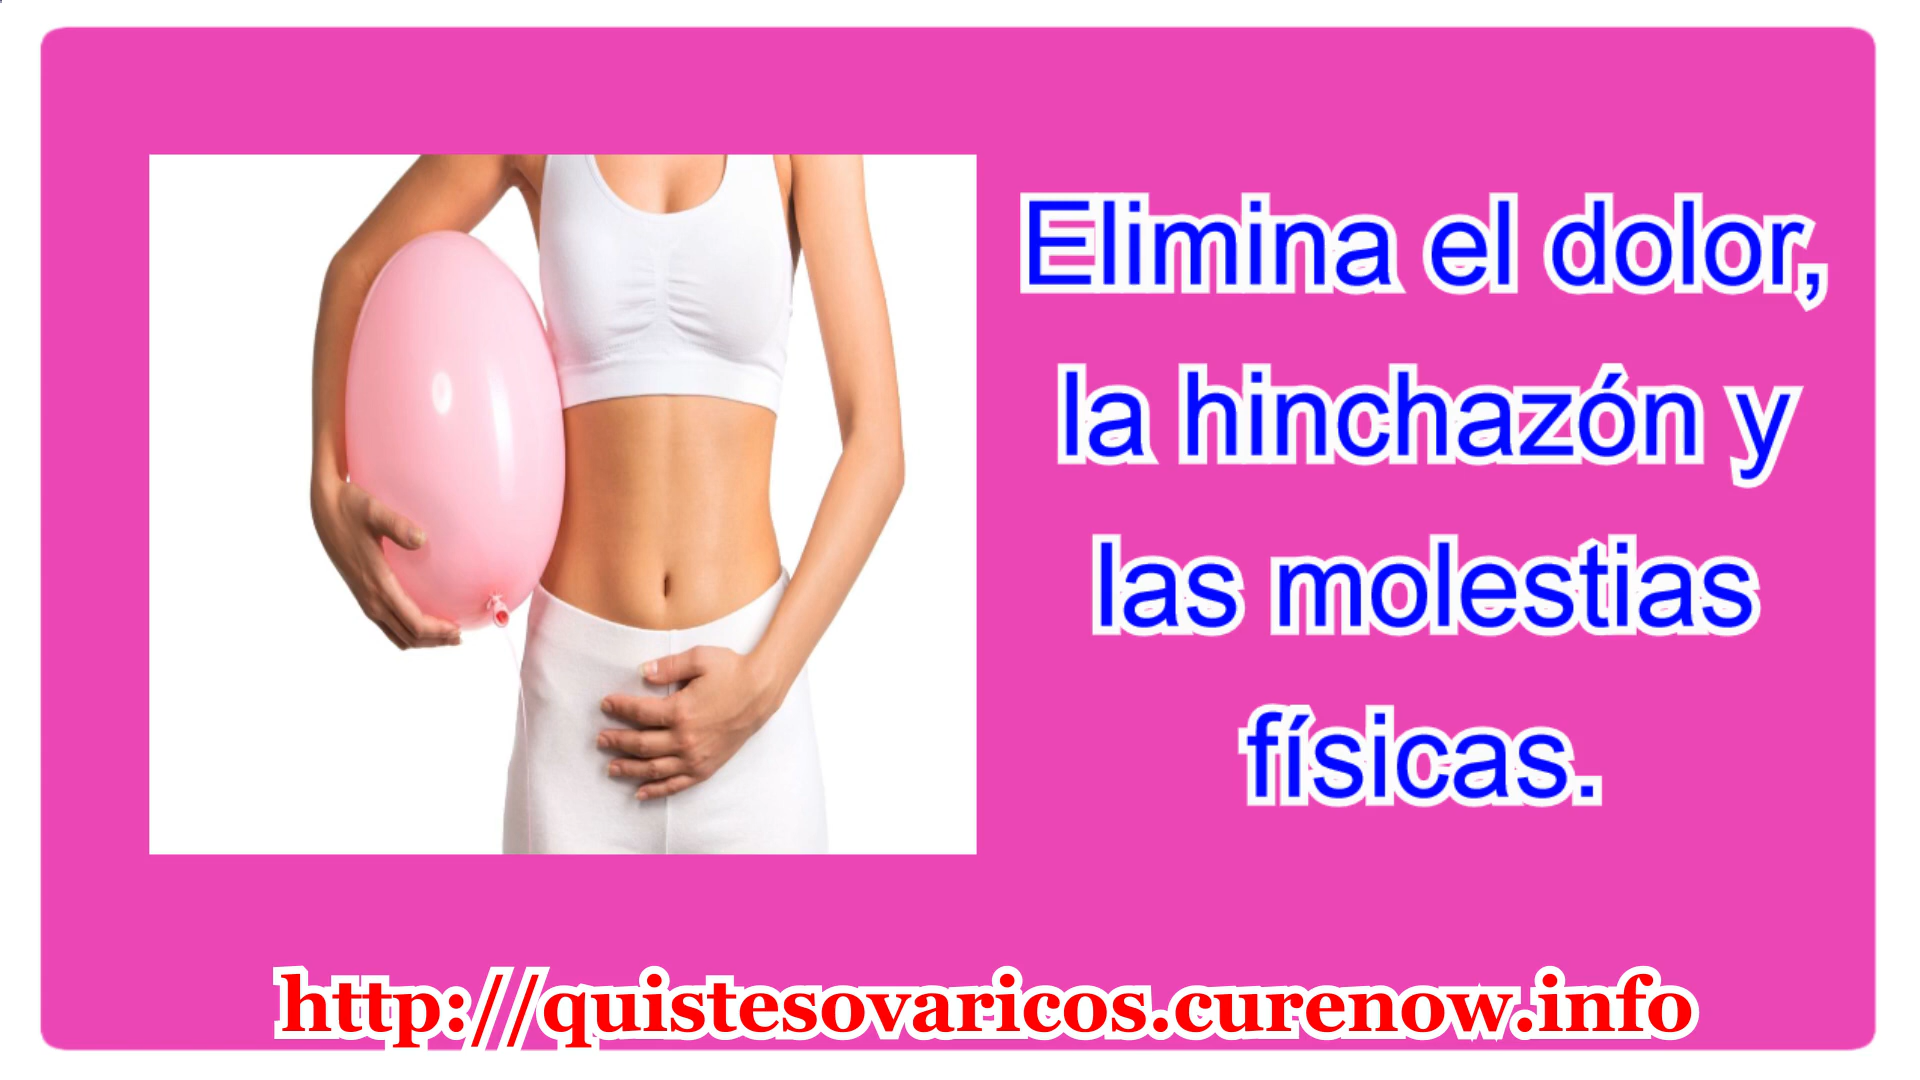 Elimina el dolor,
la hinchazón y
las molestias
físicas.
http://quistesovaricos.curenow.info